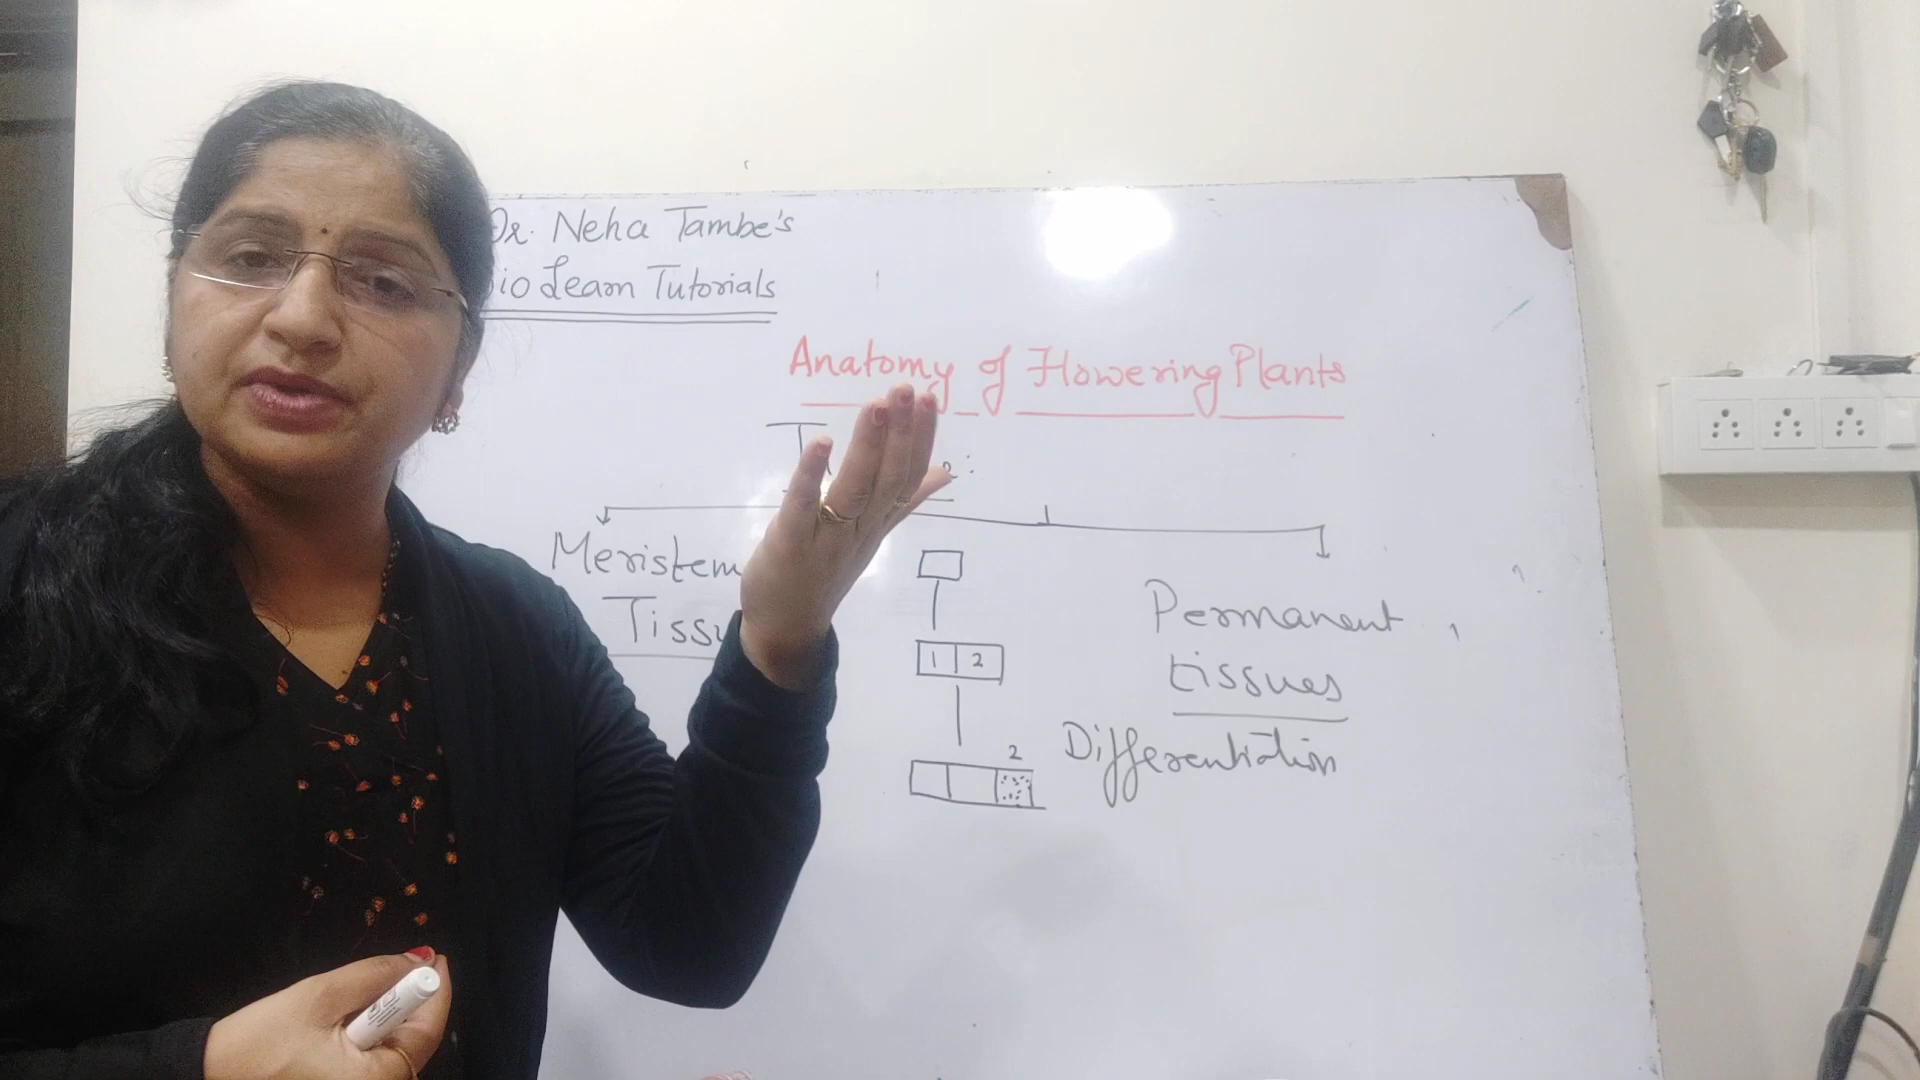 Dr. Neha Tambe's
io Learn Tutorials
Anatomy of Flowering Plants
Meristem
Tissu
1 2
Permanent
tissues
2
Differentiation